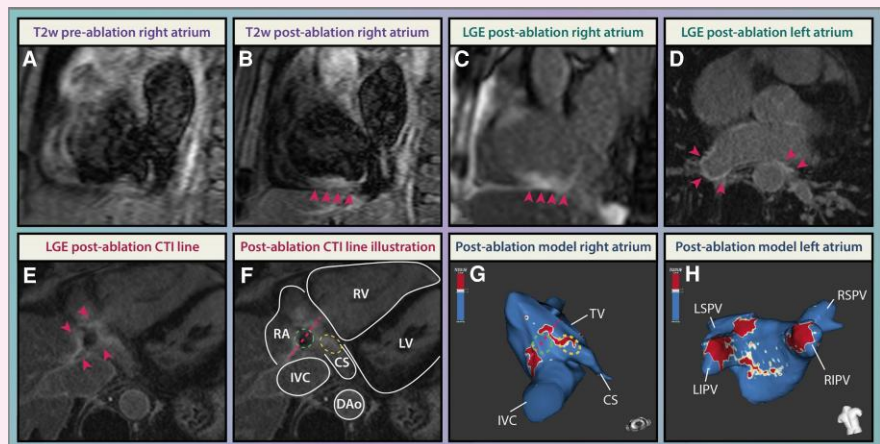 T2w pre-ablation right atrium
A
T2w post-ablation right atrium
B
LGE post-ablation right atrium
C
LGE post-ablation left atrium
D
LGE post-ablation CTI line
E
Post-ablation CTI line illustration
F
RV
RA
LV
CS
IVC
DAo
Post-ablation model right atrium
G
TV
CS
IVC
Post-ablation model left atrium
H
LSPV
RSPV
LIPV
RIPV